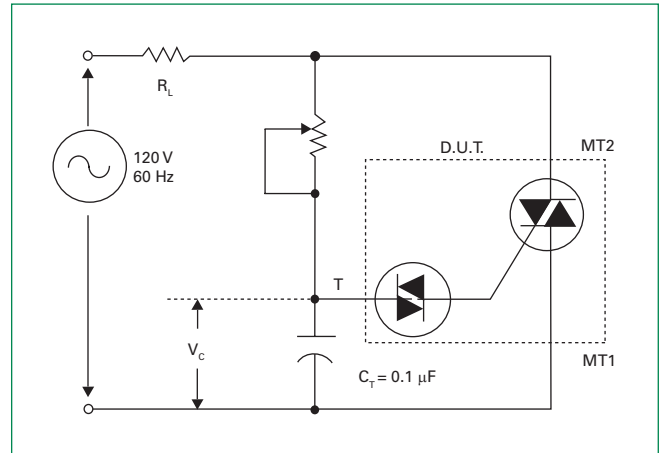 R_L
120 V
60 Hz
D.U.T.
MT2
T
V_C
C_T = 0.1 μF
MT1